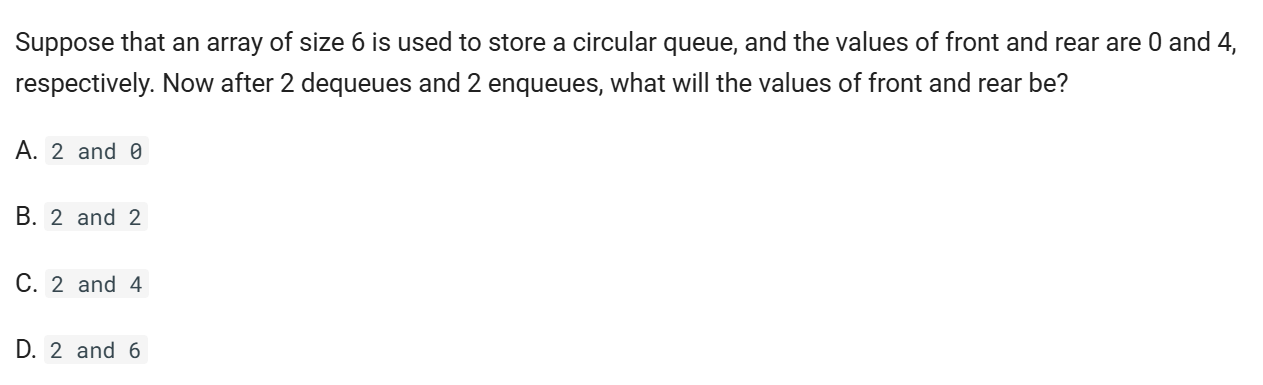 Suppose that an array of size 6 is used to store a circular queue, and the values of front and rear are 0 and 4,
respectively. Now after 2 dequeues and 2 enqueues, what will the values of front and rear be?
A. 2 and 0
B. 2 and 2
C. 2 and 4
D. 2 and 6